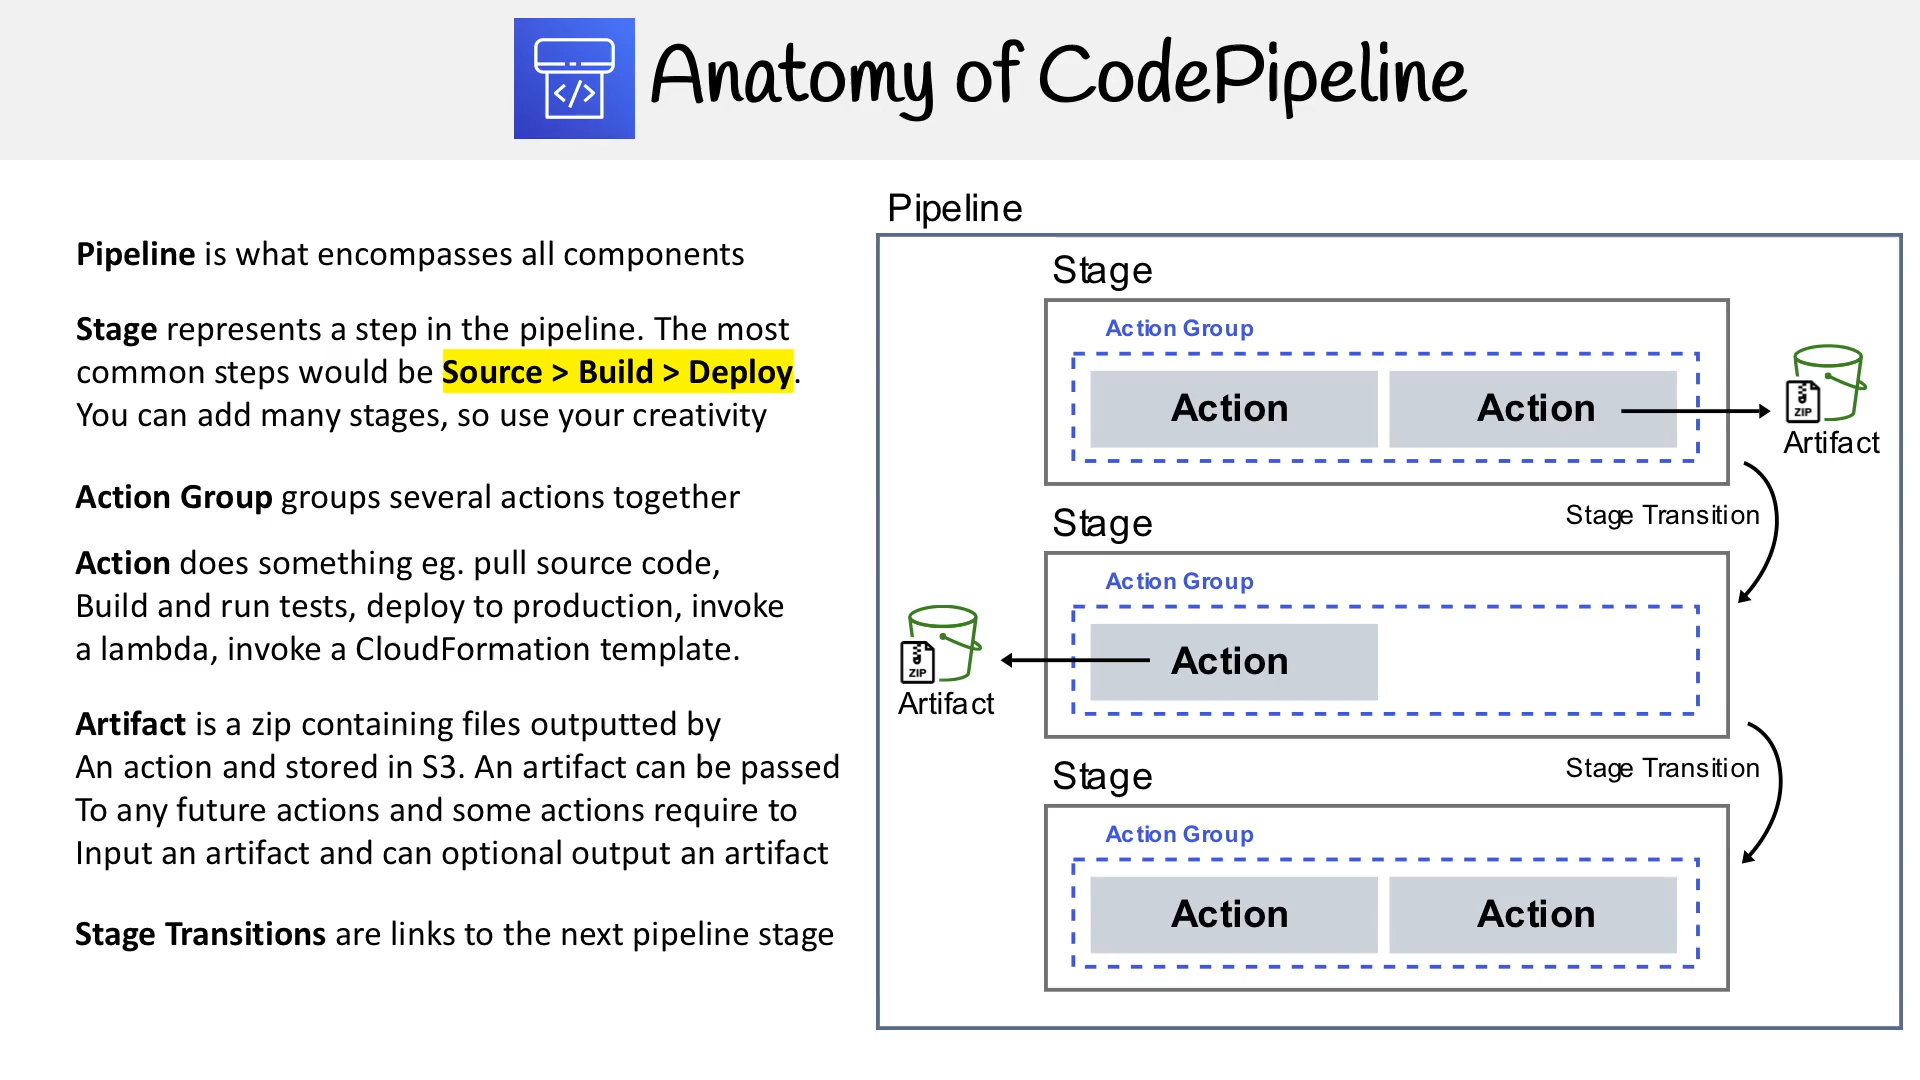 </> Anatomy of CodePipeline
Pipeline is what encompasses all components
Stage represents a step in the pipeline. The most
common steps would be Source > Build > Deploy.
You can add many stages, so use your creativity
Action Group groups several actions together
Action does something eg. pull source code,
Build and run tests, deploy to production, invoke
a lambda, invoke a CloudFormation template.
Artifact is a zip containing files outputted by
An action and stored in S3. An artifact can be passed
To any future actions and some actions require to
Input an artifact and can optional output an artifact
Stage Transitions are links to the next pipeline stage
Pipeline
Stage
Action Group
Action
Action
ZIP
Artifact
Stage Transition
Stage
Action Group
Action
ZIP
Artifact
Stage Transition
Stage
Action Group
Action
Action